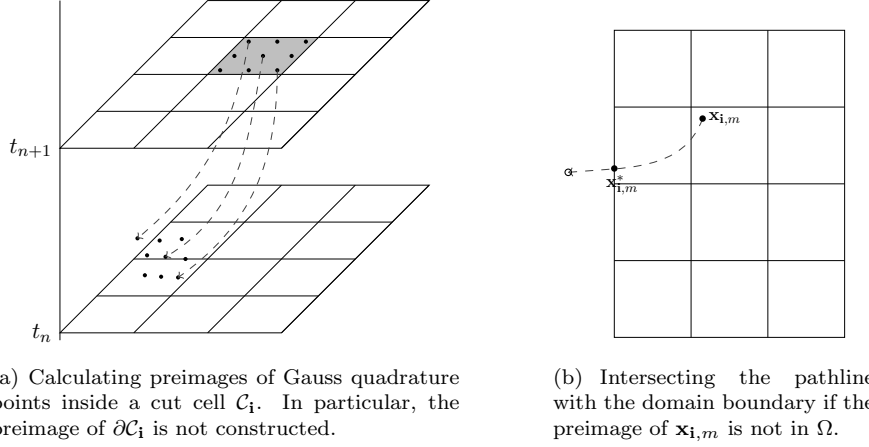 t_{n+1}
t_n
x_{i,m}
x^*_{i,m}
a) Calculating preimages of Gauss quadrature
points inside a cut cell C_i. In particular, the
preimage of ∂C_i is not constructed.
(b) Intersecting the pathline
with the domain boundary if the
preimage of x_{i,m} is not in Ω.